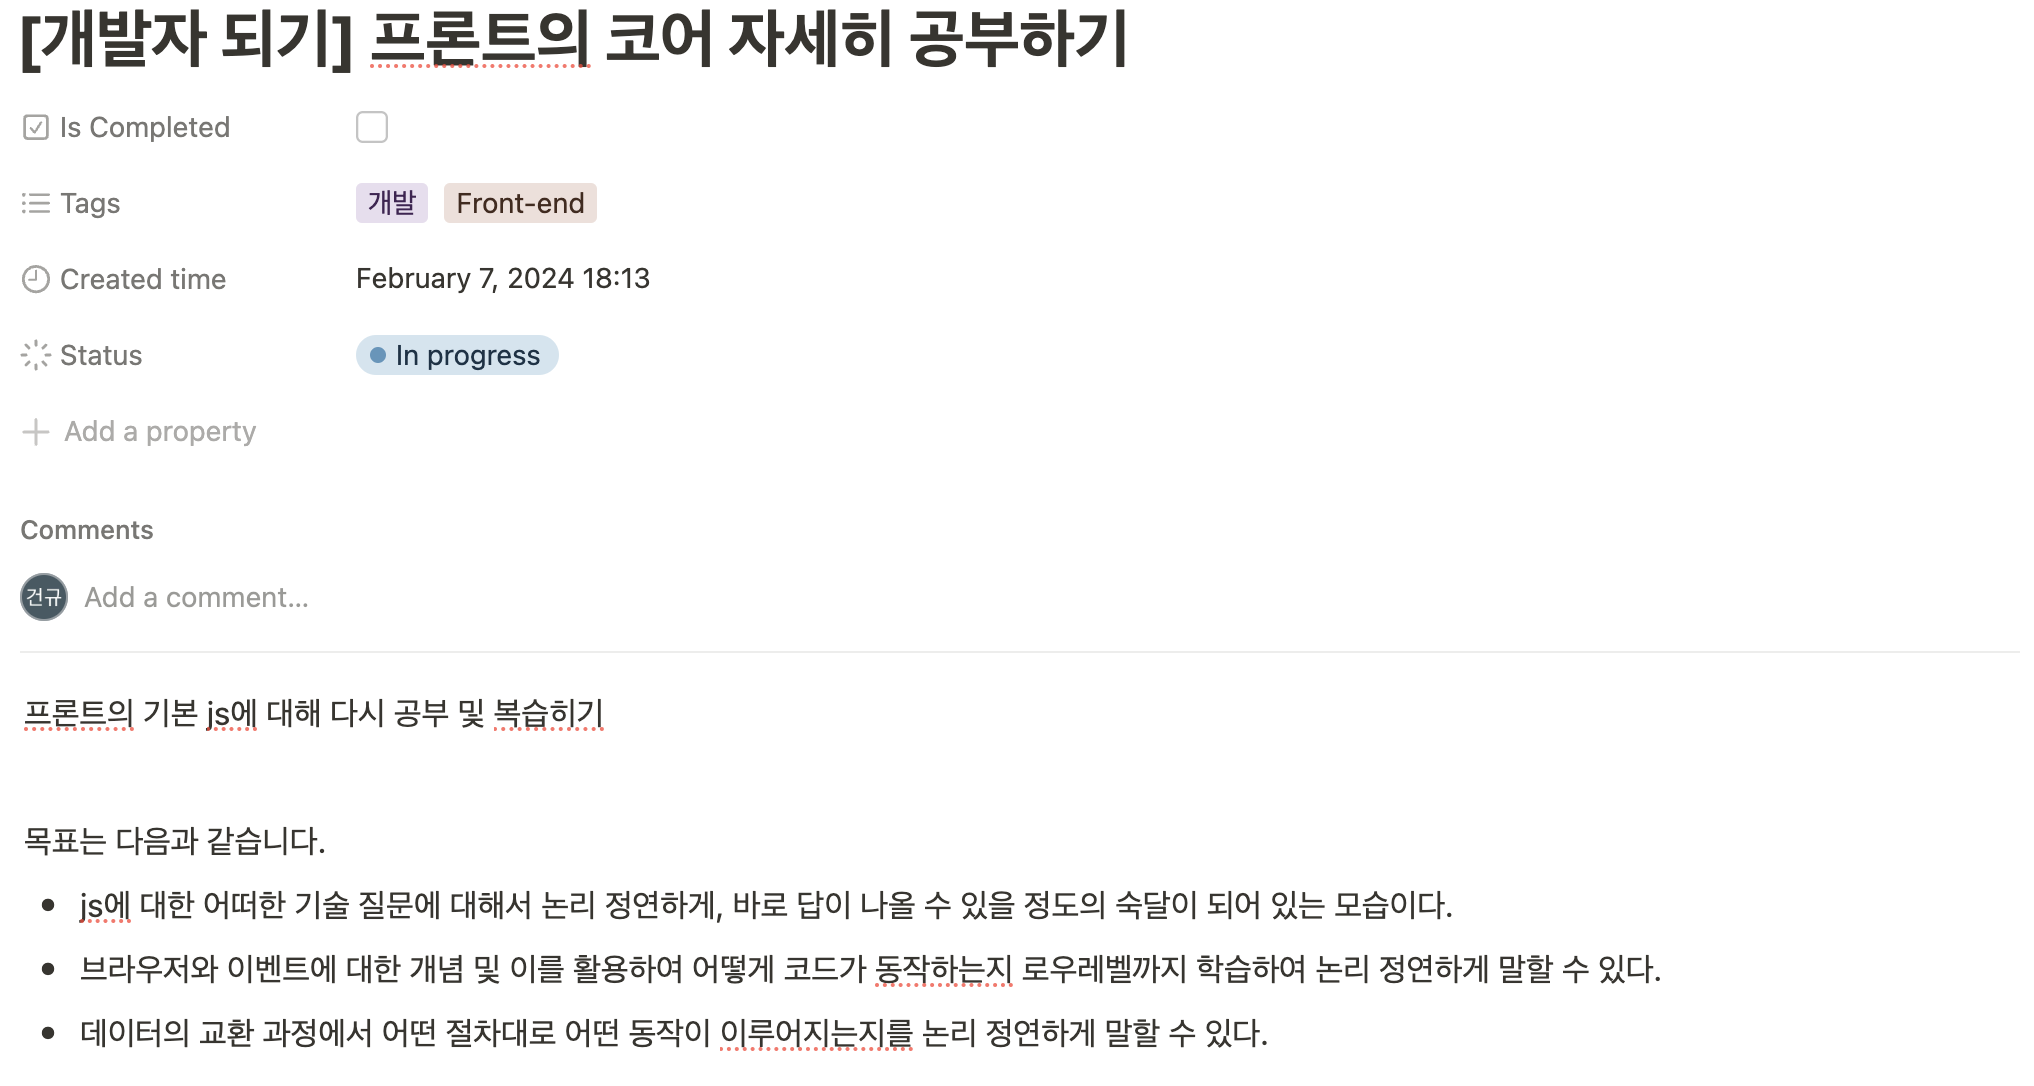 [개발자 되기] 프론트의 코어 자세히 공부하기
Is Completed
Tags 개발 Front-end
Created time February 7, 2024 18:13
Status In progress
Add a property
Comments
건규 Add a comment...
프론트의 기본 js에 대해 다시 공부 및 복습히기
목표는 다음과 같습니다.
• js에 대한 어떠한 기술 질문에 대해서 논리 정연하게, 바로 답이 나올 수 있을 정도의 숙달이 되어 있는 모습이다.
• 브라우저와 이벤트에 대한 개념 및 이를 활용하여 어떻게 코드가 동작하는지 로우레벨까지 학습하여 논리 정연하게 말할 수 있다.
• 데이터의 교환 과정에서 어떤 절차대로 어떤 동작이 이루어지는지를 논리 정연하게 말할 수 있다.